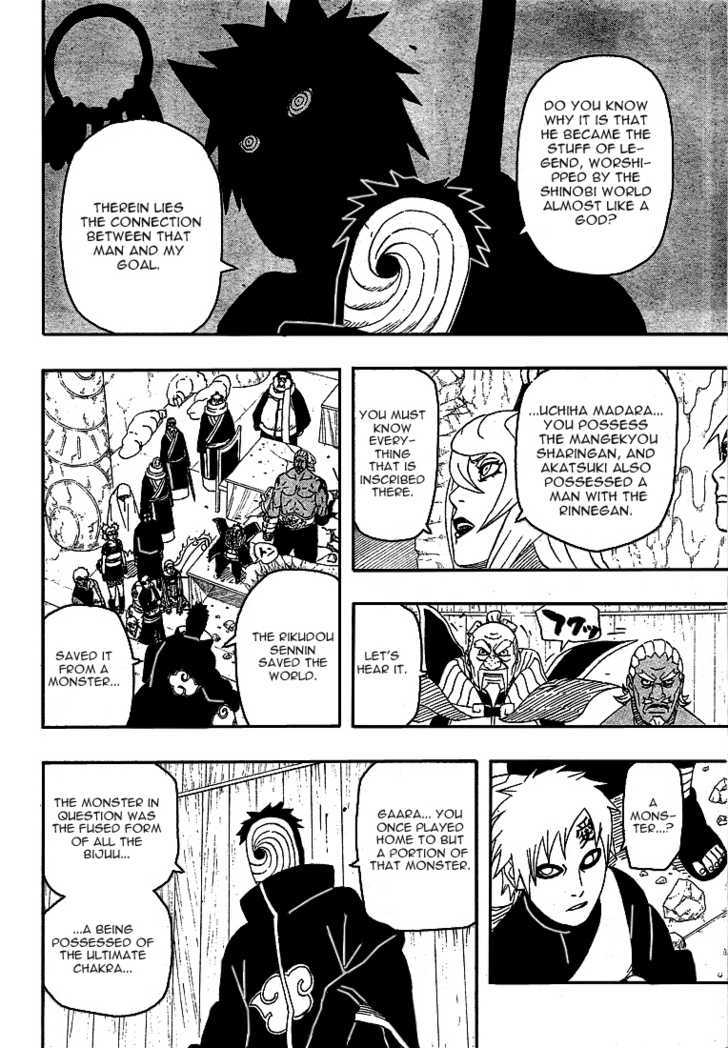 DO YOU KNOW
WHY IT IS THAT
HE BECAME THE
STUFF OF LE-
GEND, WORSHI-
PPED BY THE
SHINOBI WORLD
ALMOST LIKE A
GOD?
THEREIN LIES
THE CONNECTION
BETWEEN THAT
MAN AND MY
GOAL.
...UCHIHA MADARA...
YOU POSSESS
THE MANGEKYOU
SHARINGAN, AND
AKATSUKI ALSO
POSSESSED
A MAN WITH THE
RINNEGAN.
YOU MUST
KNOW
EVERY-
THING
THAT IS
INSCRIBED
THERE.
フクッ
LET'S
HEAR IT.
THE RIKUDOU
SENNIN
SAVED THE
WORLD.
SAVED IT
FROM A
MONSTER...
A
MONS-
TER...?
GAARA... YOU
ONCE PLAYED
HOME TO BUT
A PORTION OF
THAT MONSTER.
THE MONSTER IN
QUESTION WAS
THE FUSED FORM
OF ALL THE
BIJUU...
...A BEING
POSSESSED OF
THE ULTIMATE
CHAKRA...